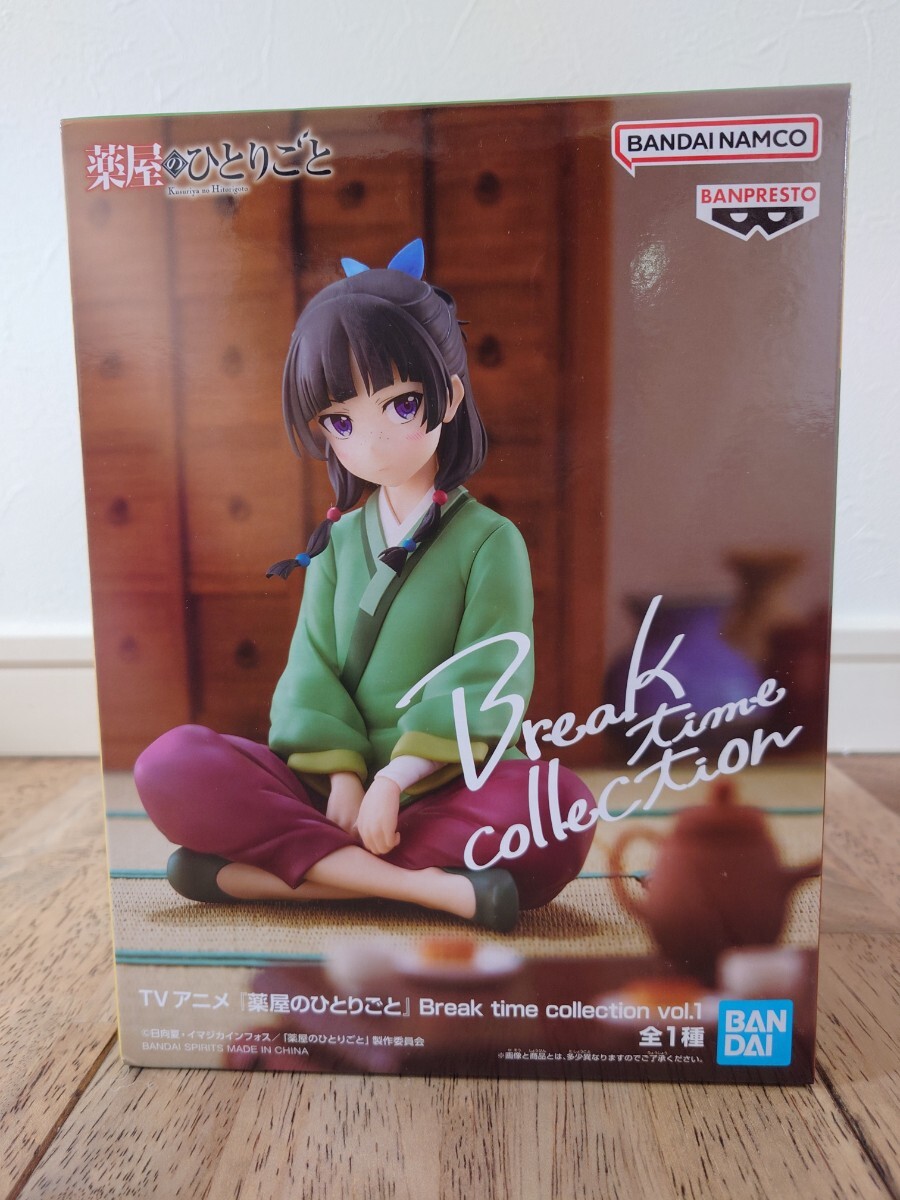 薬屋のひとりごと
Kusuriya no Hitorigoto
BANDAI NAMCO
BANPRESTO
Break
time
collection
TVアニメ『薬屋のひとりごと』Break time collection vol.1
全1種
©日向夏・イマジカインフォス/「薬屋のひとりごと」製作委員会
BANDAI SPIRITS MADE IN CHINA
※画像と商品とは、多少異なりますのでご了承ください。
BAN
DAI